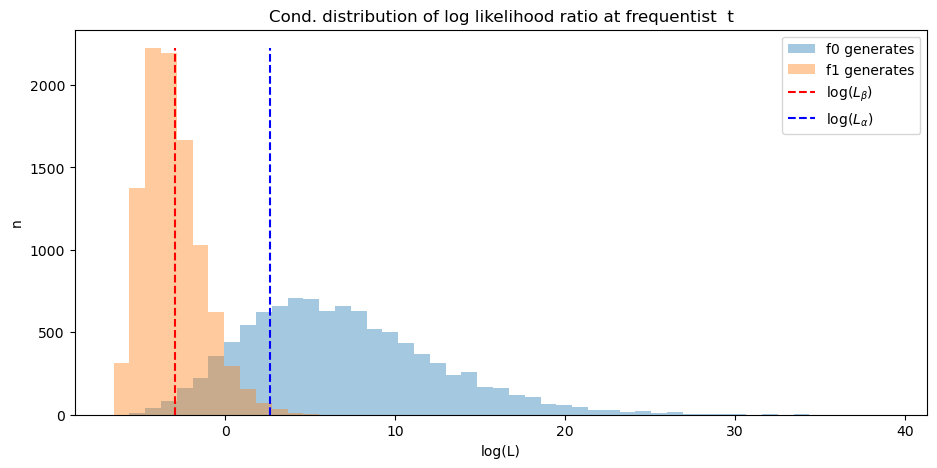 Cond. distribution of log likelihood ratio at frequentist  t
f0 generates
f1 generates
log(L_β)
log(L_α)
2000
1500
1000
500
0
n
0
10
20
30
40
log(L)